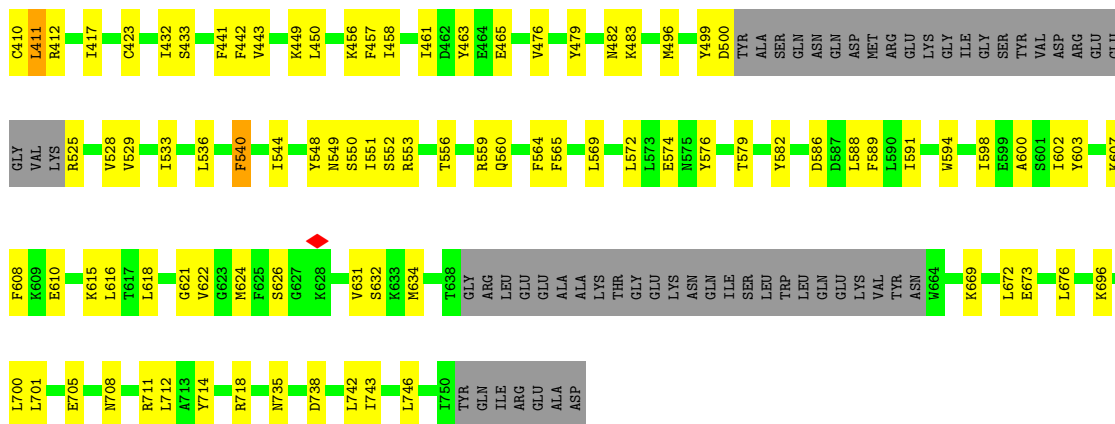 C410 L411 R412 I417 C423 I432 S433 F441 F442 V443 K449 L450 K456 F457 I458 I461 D462 Y463 E464 E465 V476 Y479 N482 K483 M496 Y499 D500 TYR ALA SER GLN ASN GLN ASP MET ARG GLU LYS GLY ILE GLY SER TYR VAL ASP ARG GLU GLU
GLY VAL LYS R525 V528 V529 I533 L536 F540 I544 Y548 N549 S550 I551 S552 R553 T556 R559 Q560 F564 F565 L569 L572 L573 E574 N575 Y576 T579 Y582 D586 D587 L588 F589 L590 I591 W594 I598 E599 A600 S601 I602 Y603 K607
F608 K609 E610 K615 L616 T617 L618 G621 V622 G623 M624 F625 S626 G627 K628 V631 S632 K633 M634 T638 GLY ARG LEU GLU GLU ALA ALA LYS THR GLY GLU LYS ASN GLN ILE SER LEU TRP LEU GLN GLU LYS VAL TYR ASN W664 K669 L672 E673 L676 K696
L700 L701 E705 N708 R711 L712 A713 Y714 R718 N735 D738 L742 I743 L746 I750 TYR GLN ILE ARG GLU ALA ASP